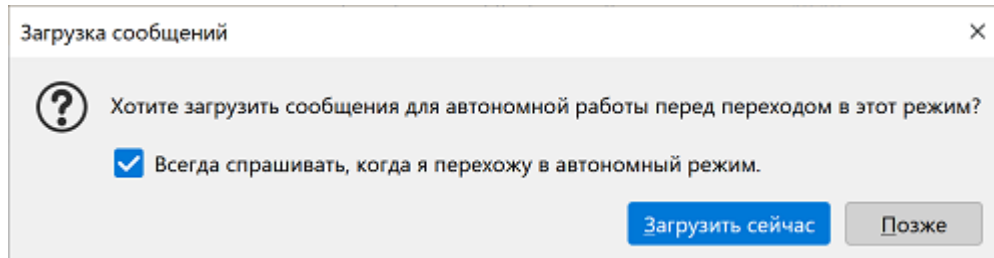 Загрузка сообщений
Хотите загрузить сообщения для автономной работы перед переходом в этот режим?
Всегда спрашивать, когда я перехожу в автономный режим.
Загрузить сейчас
Позже